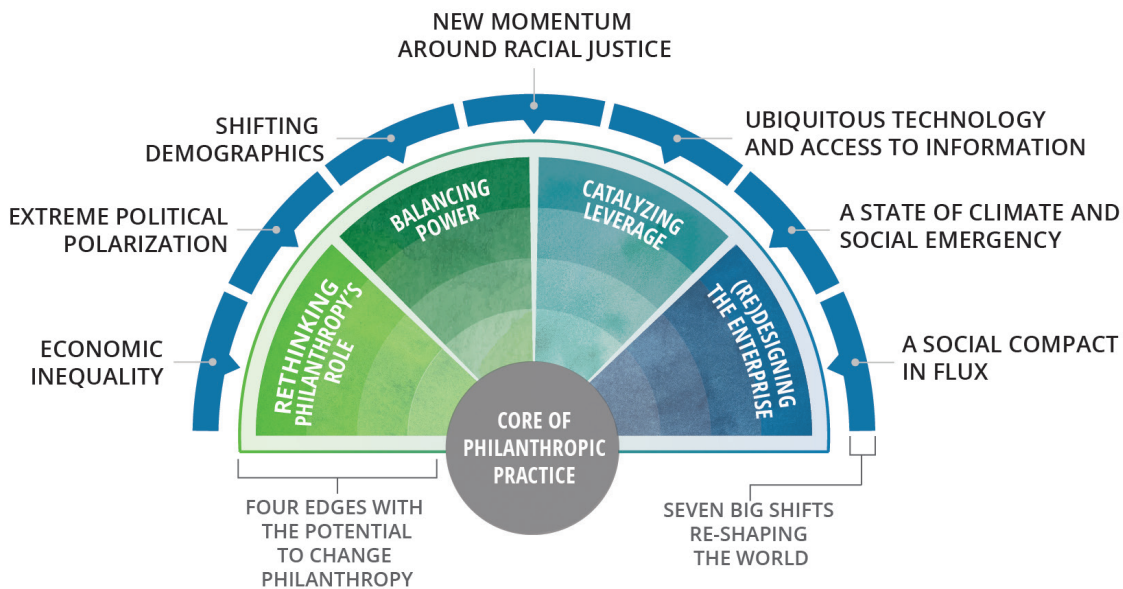 NEW MOMENTUM
AROUND RACIAL JUSTICE
SHIFTING
DEMOGRAPHICS
UBIQUITOUS TECHNOLOGY
AND ACCESS TO INFORMATION
EXTREME POLITICAL
POLARIZATION
A STATE OF CLIMATE AND
SOCIAL EMERGENCY
ECONOMIC
INEQUALITY
A SOCIAL COMPACT
IN FLUX
RETHINKING
PHILANTHROPY'S
ROLE
BALANCING
POWER
CATALYZING
LEVERAGE
(RE)DESIGNING
THE ENTERPRISE
CORE OF
PHILANTHROPIC
PRACTICE
FOUR EDGES WITH
THE POTENTIAL
TO CHANGE
PHILANTHROPY
SEVEN BIG SHIFTS
RE-SHAPING
THE WORLD